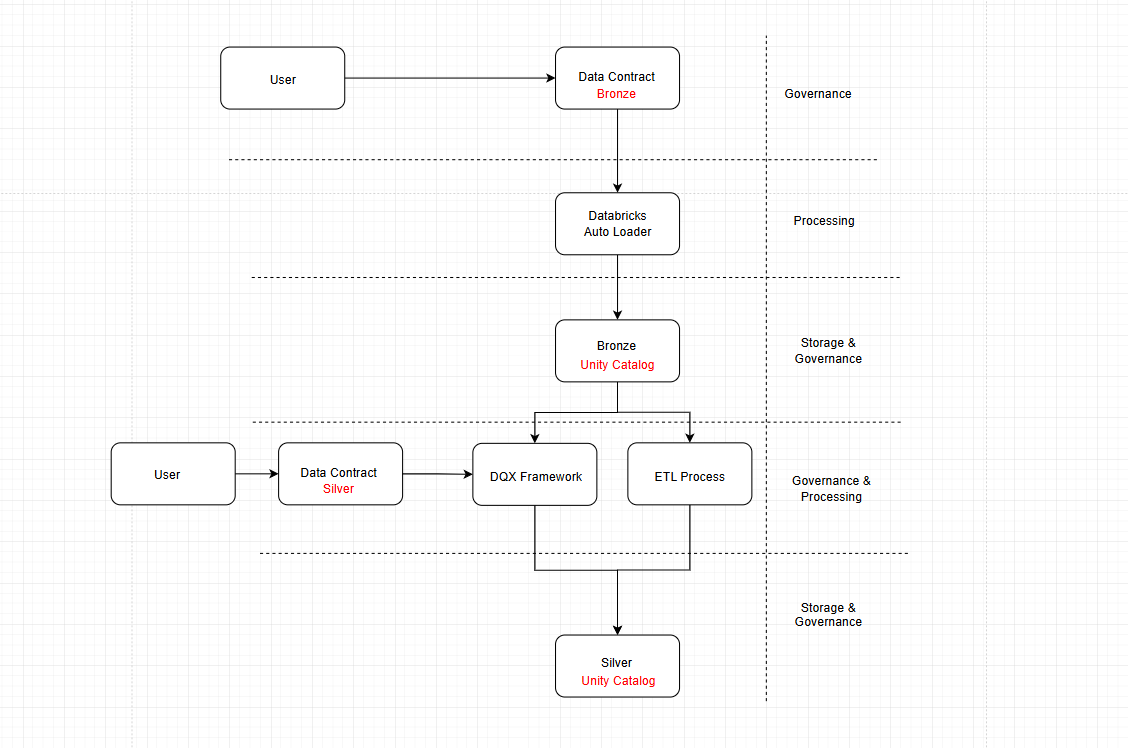 User
Data Contract
Bronze
Governance
Databricks
Auto Loader
Processing
Bronze
Unity Catalog
Storage &
Governance
User
Data Contract
Silver
DQX Framework
ETL Process
Governance &
Processing
Storage &
Governance
Silver
Unity Catalog